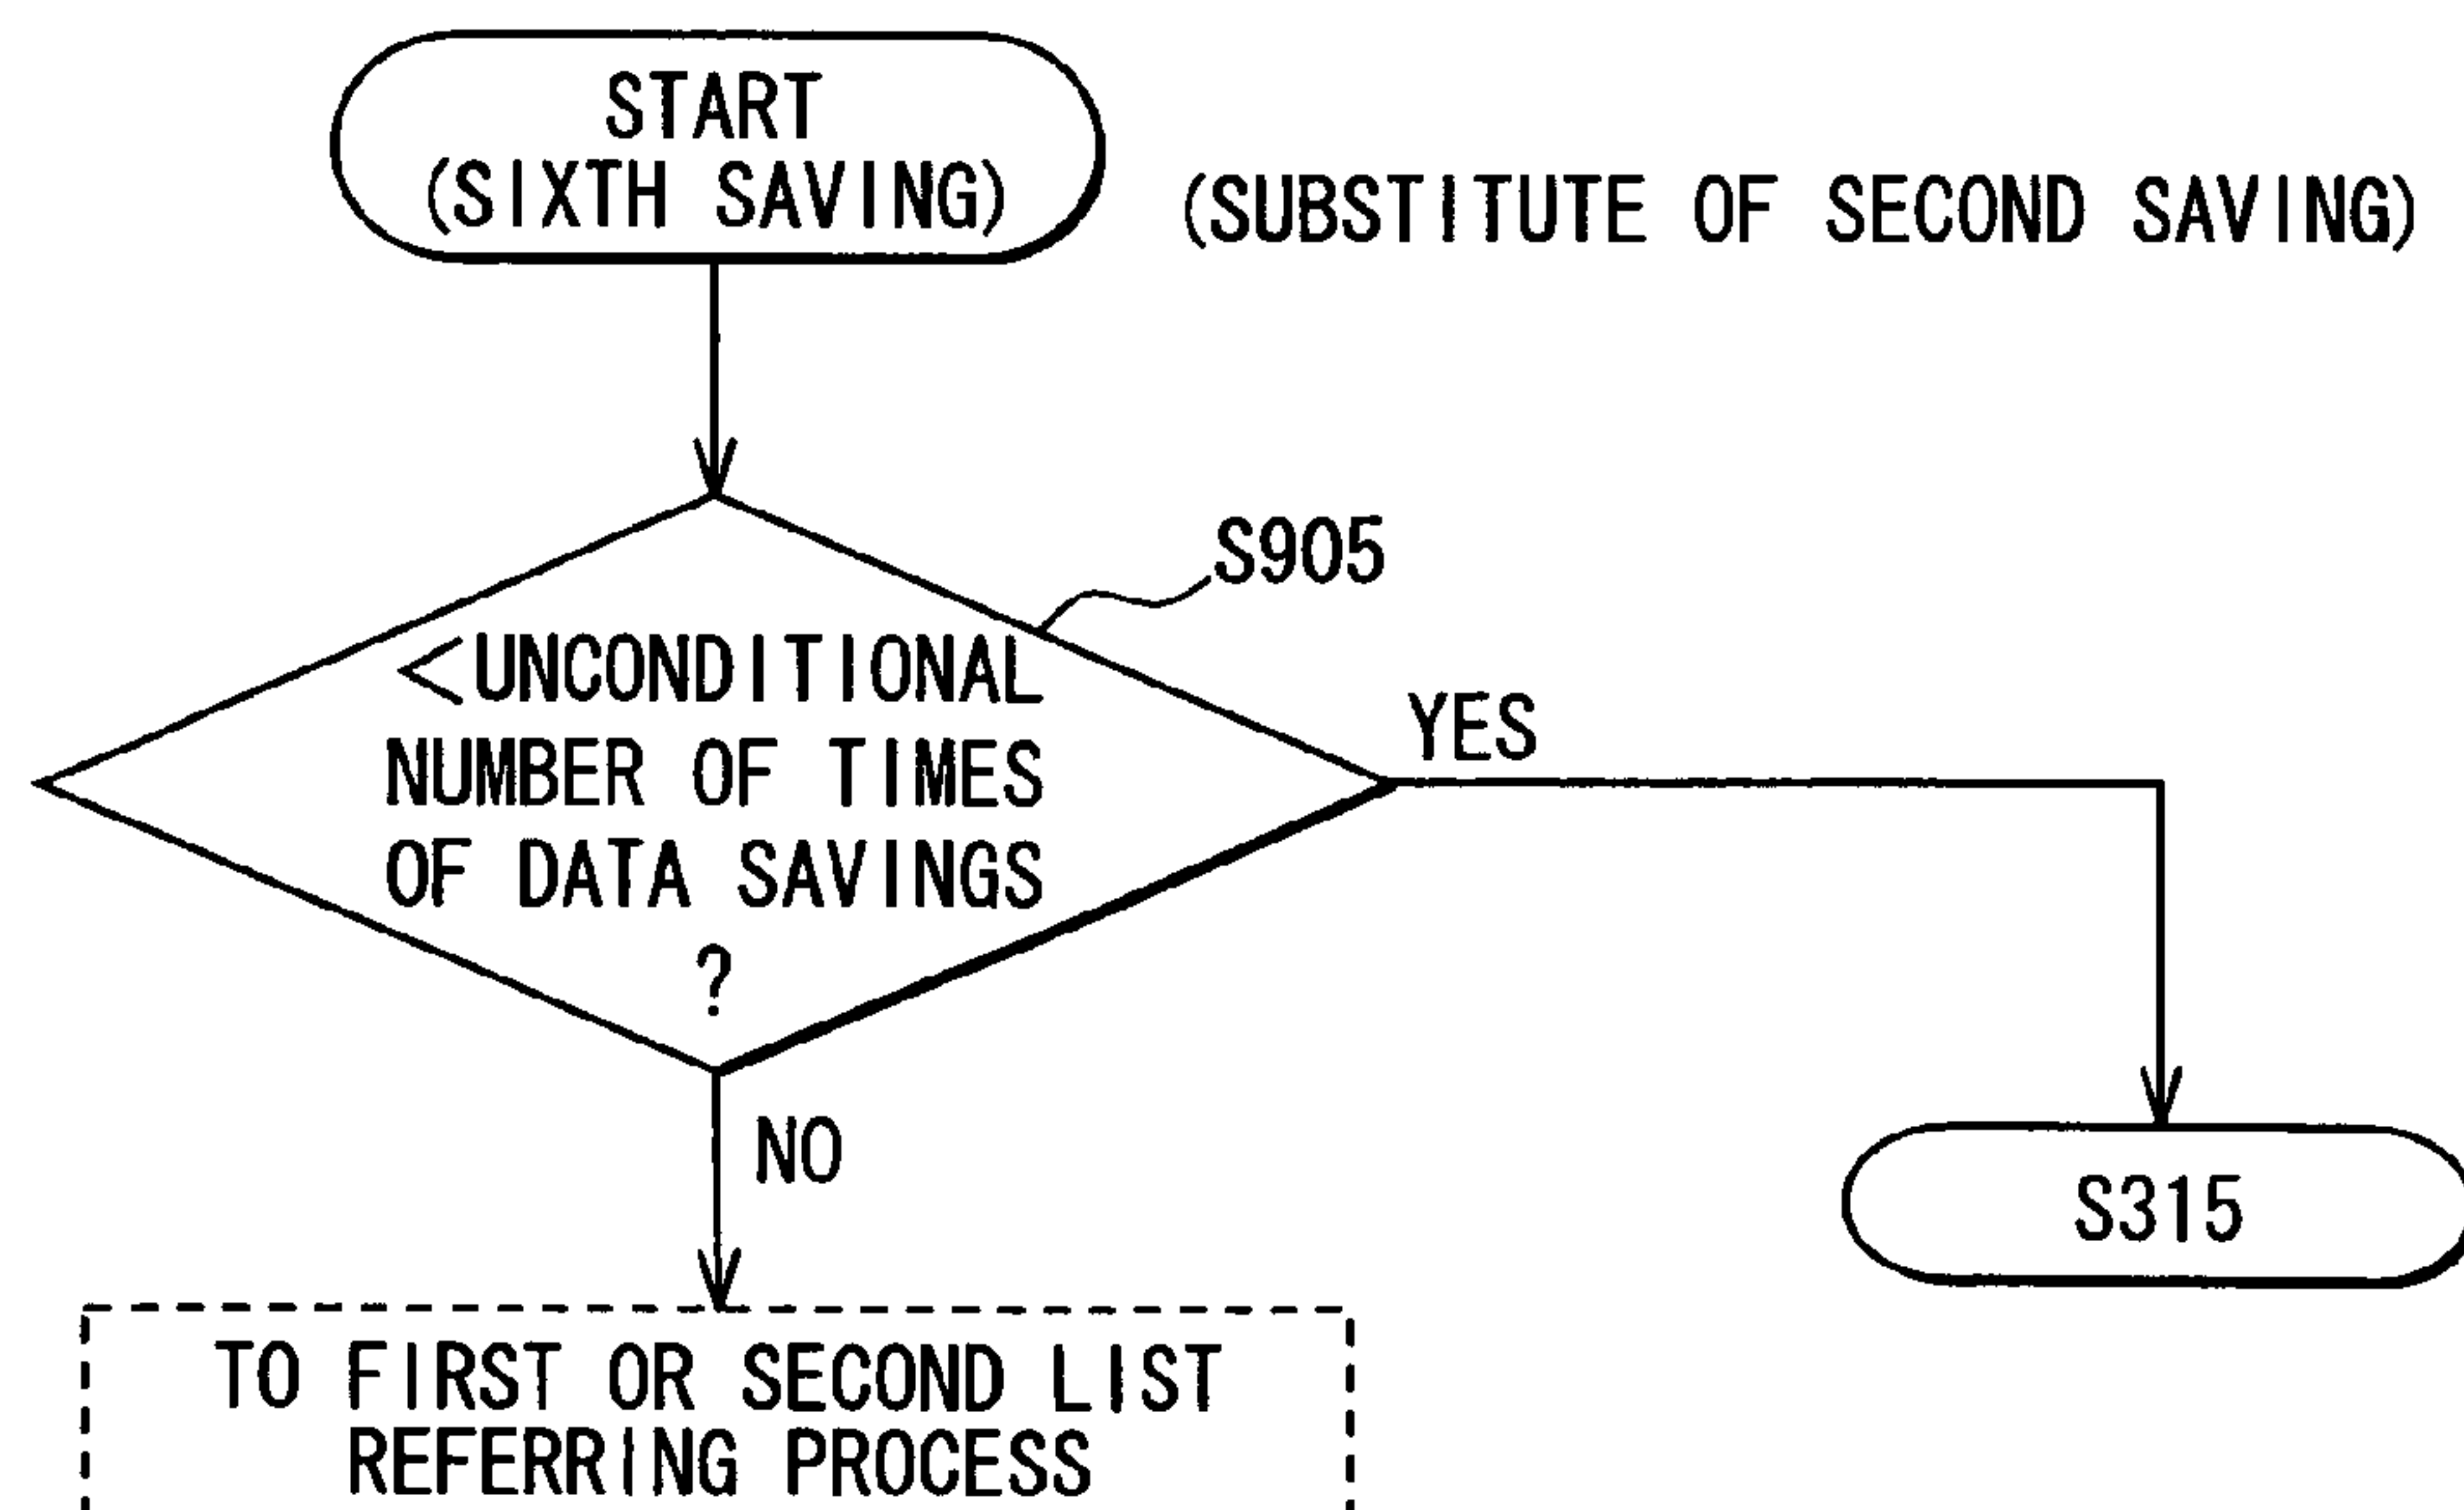 START
(SIXTH SAVING)
(SUBSTITUTE OF SECOND SAVING)
S905
<UNCONDITIONAL
NUMBER OF TIMES
OF DATA SAVINGS
?
YES
NO
S315
TO FIRST OR SECOND LIST
REFERRING PROCESS